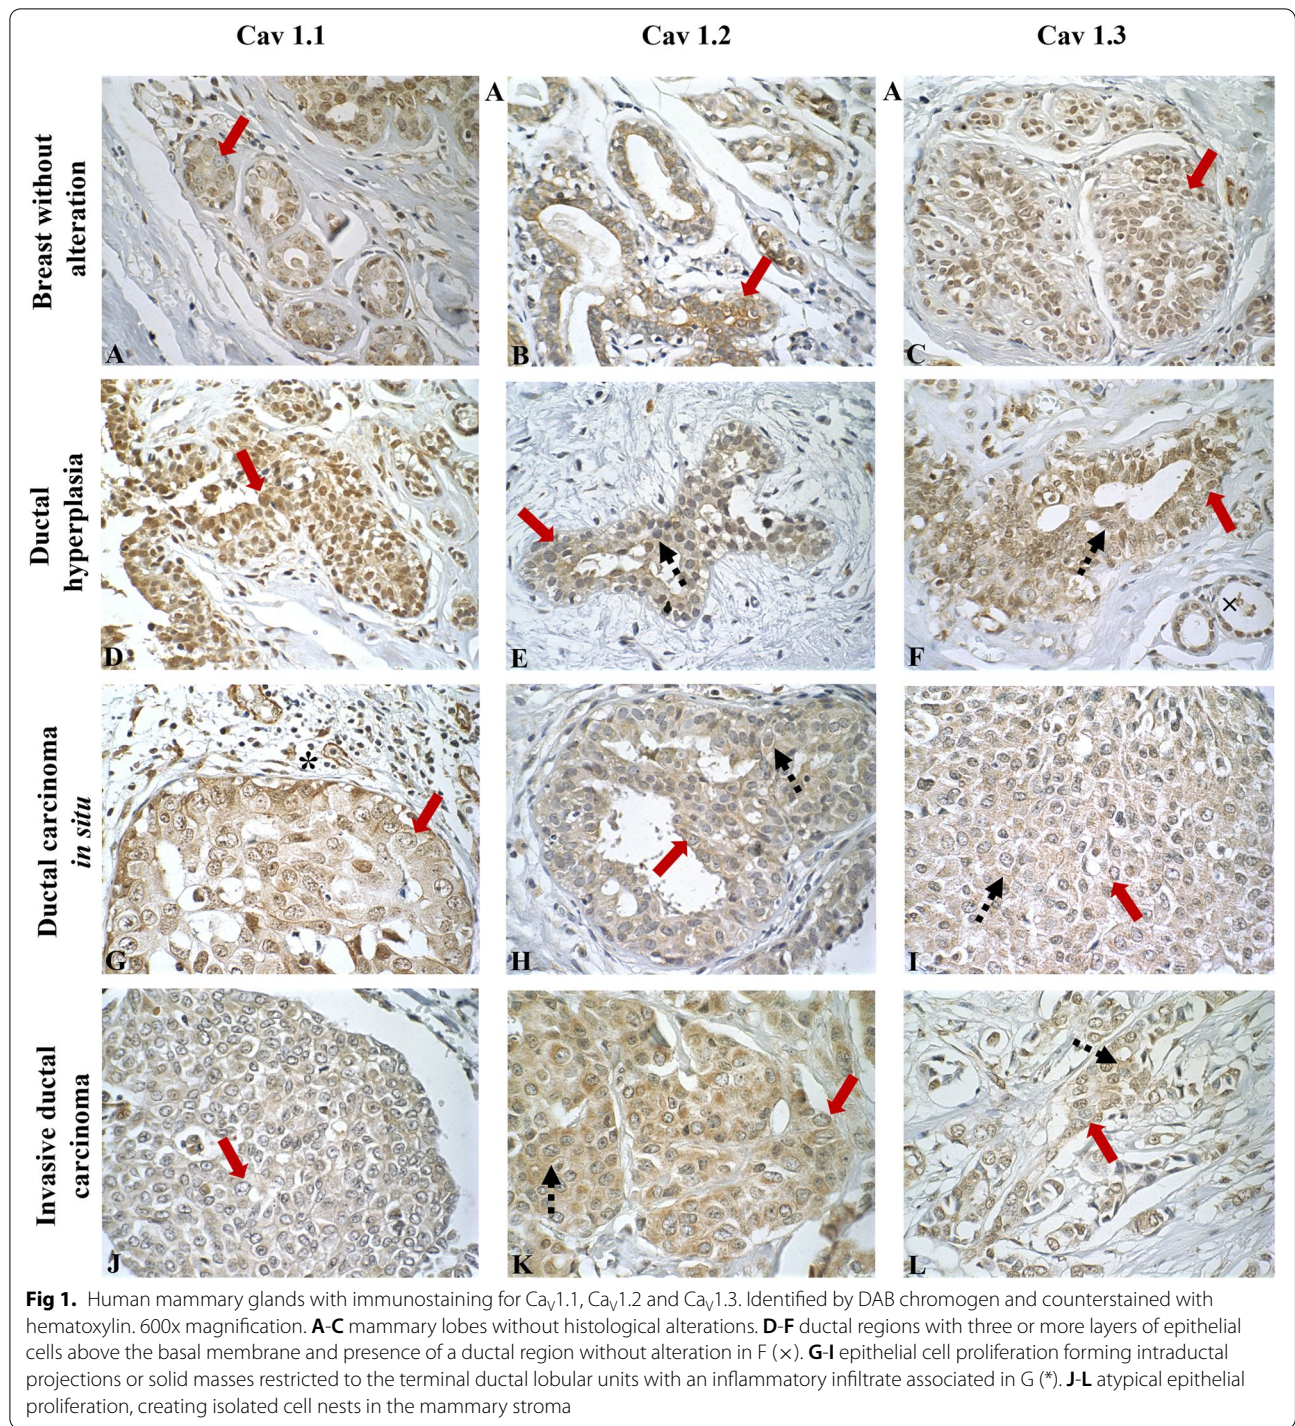 Cav 1.1 Cav 1.2 Cav 1.3
A A
Breast without
alteration
A B C
Ductal
hyperplasia
×
D E F
Ductal carcinoma
in situ
*
G H I
Invasive ductal
carcinoma
J K L
Fig 1. Human mammary glands with immunostaining for CaV1.1, CaV1.2 and CaV1.3. Identified by DAB chromogen and counterstained with
hematoxylin. 600x magnification. A-C mammary lobes without histological alterations. D-F ductal regions with three or more layers of epithelial
cells above the basal membrane and presence of a ductal region without alteration in F (×). G-I epithelial cell proliferation forming intraductal
projections or solid masses restricted to the terminal ductal lobular units with an inflammatory infiltrate associated in G (*). J-L atypical epithelial
proliferation, creating isolated cell nests in the mammary stroma